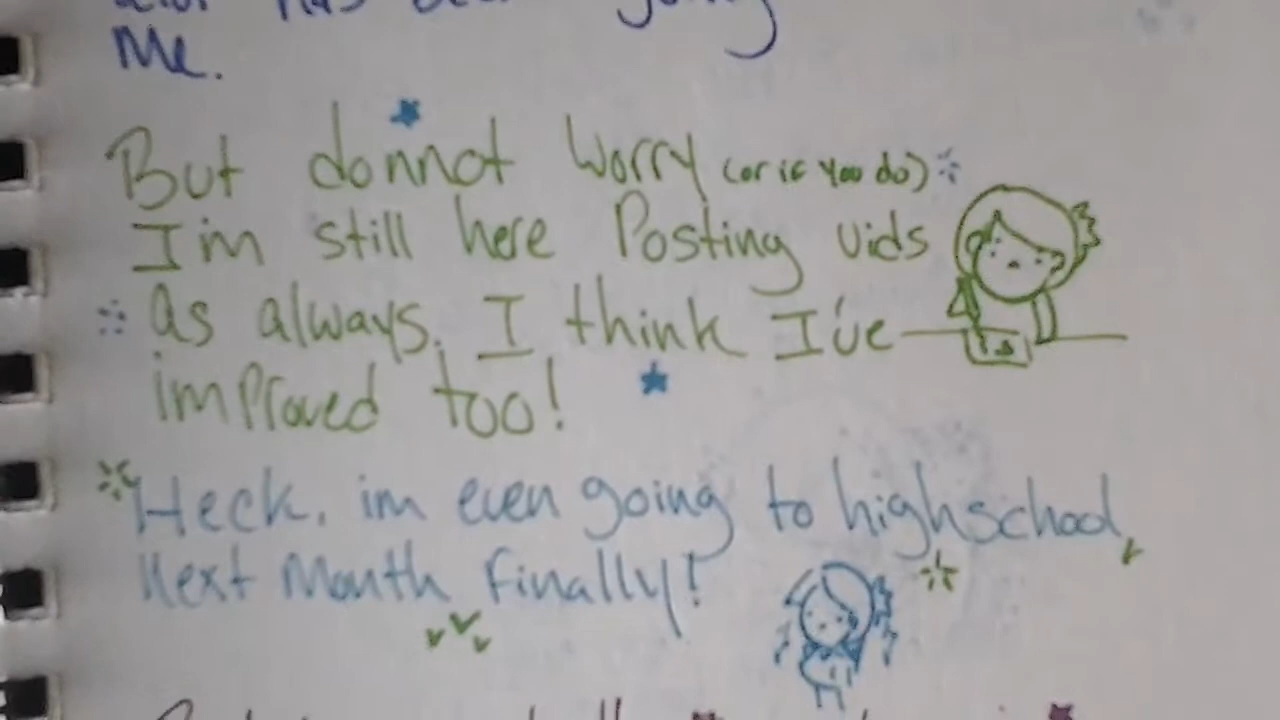 Me.
But donnot worry (or if you do)
I'm still here Posting vids
as always. I think I've
improved too!
Heck, im even going to highschool
next Month Finally!